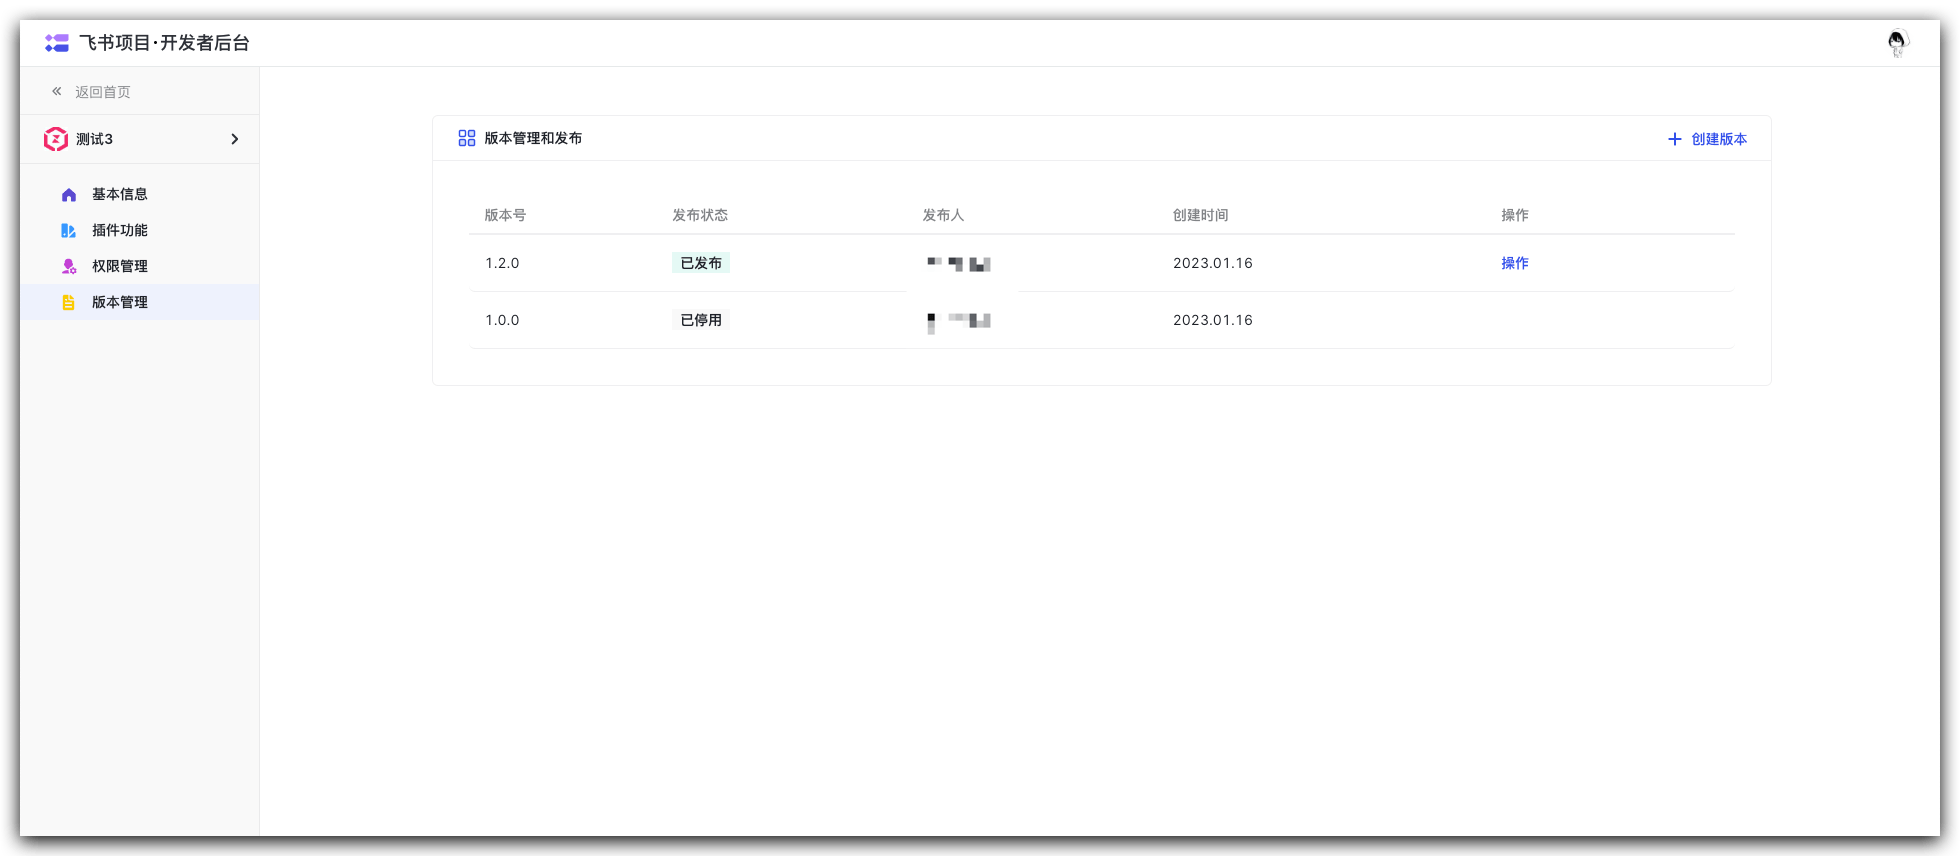 飞书项目·开发者后台
返回首页
测试3
基本信息
插件功能
权限管理
版本管理
版本管理和发布
创建版本
版本号 发布状态 发布人 创建时间 操作
1.2.0 已发布 2023.01.16 操作
1.0.0 已停用 2023.01.16